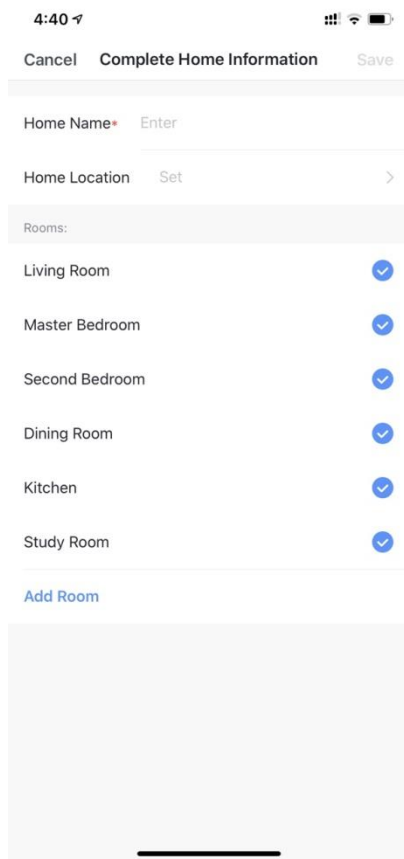 4:40
Cancel Complete Home Information Save
Home Name* Enter
Home Location Set
Rooms:
Living Room
Master Bedroom
Second Bedroom
Dining Room
Kitchen
Study Room
Add Room